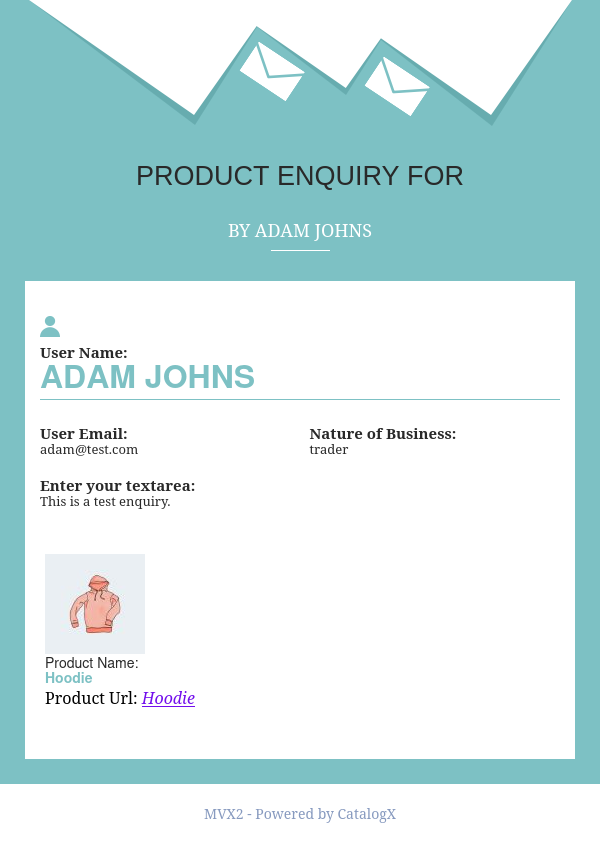 PRODUCT ENQUIRY FOR
BY ADAM JOHNS
User Name:
ADAM JOHNS
User Email:
adam@test.com
Nature of Business:
trader
Enter your textarea:
This is a test enquiry.
Product Name:
Hoodie
Product Url: Hoodie
MVX2 - Powered by CatalogX